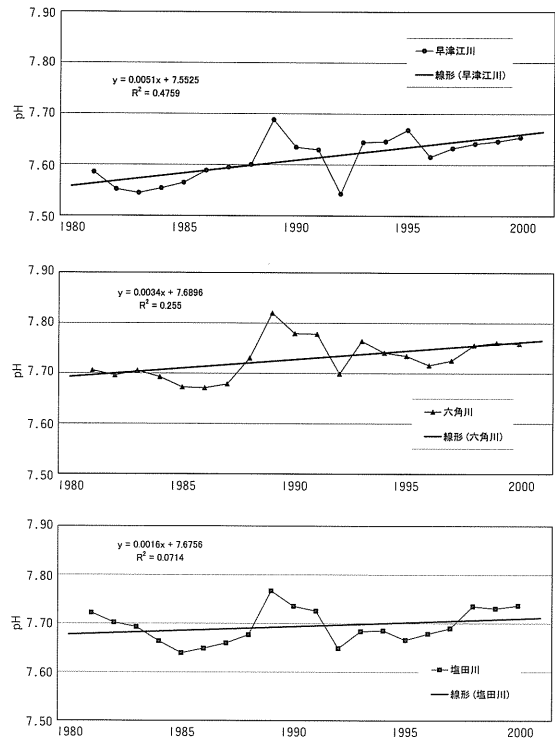 7.90
7.80
7.70
7.60
7.50
pH
y = 0.0051x + 7.5525
R² = 0.4759
早津江川
線形(早津江川)
1980 1985 1990 1995 2000
7.90
7.80
7.70
7.60
7.50
pH
y = 0.0034x + 7.6896
R² = 0.255
六角川
線形(六角川)
1980 1985 1990 1995 2000
7.90
7.80
7.70
7.60
7.50
pH
y = 0.0016x + 7.6756
R² = 0.0714
塩田川
線形(塩田川)
1980 1985 1990 1995 2000